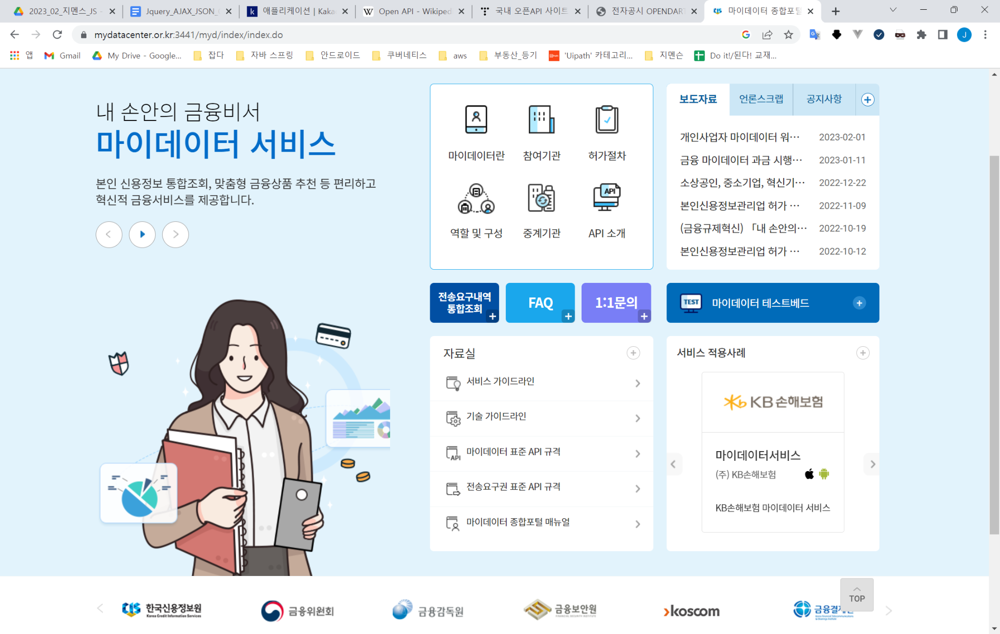 2023_02_지멘스_JS -
Jquery_AJAX_JSON_
애플리케이션 | Kaka
Open API - Wikiped
국내 오픈API 사이트
전자공시 OPENDART
마이데이터 종합포털
mydatacenter.or.kr:3441/myd/index/index.do
J
앱
Gmail
My Drive - Google...
잡다
자바 스프링
안드로이드
쿠버네티스
aws
부동산_등기
'Uipath' 카테고리...
지멘슨
Do it!/된다! 교재...
내 손안의 금융비서
마이데이터 서비스
본인 신용정보 통합조회, 맞춤형 금융상품 추천 등 편리하고
혁신적 금융서비스를 제공합니다.
마이데이터란
참여기관
허가절차
API
역할 및 구성
중계기관
API 소개
보도자료
언론스크랩
공지사항
개인사업자 마이데이터 워··· 2023-02-01
금융 마이데이터 과금 시행··· 2023-01-11
소상공인, 중소기업, 혁신기··· 2022-12-22
본인신용정보관리업 허가 ··· 2022-11-09
(금융규제혁신) 「내 손안의··· 2022-10-19
본인신용정보관리업 허가 ··· 2022-10-12
전송요구내역
통합조회
FAQ
1:1문의
TEST
마이데이터 테스트베드
자료실
서비스 가이드라인
기술 가이드라인
API
마이데이터 표준 API 규격
전송요구권 표준 API 규격
마이데이터 종합포털 매뉴얼
서비스 적용사례
KB손해보험
마이데이터서비스
(주) KB손해보험
KB손해보험 마이데이터 서비스
TOP
한국신용정보원
Korea Credit Information Services
금융위원회
금융감독원
금융보안원
FINANCIAL SECURITY INSTITUTE
koscom
금융결제원